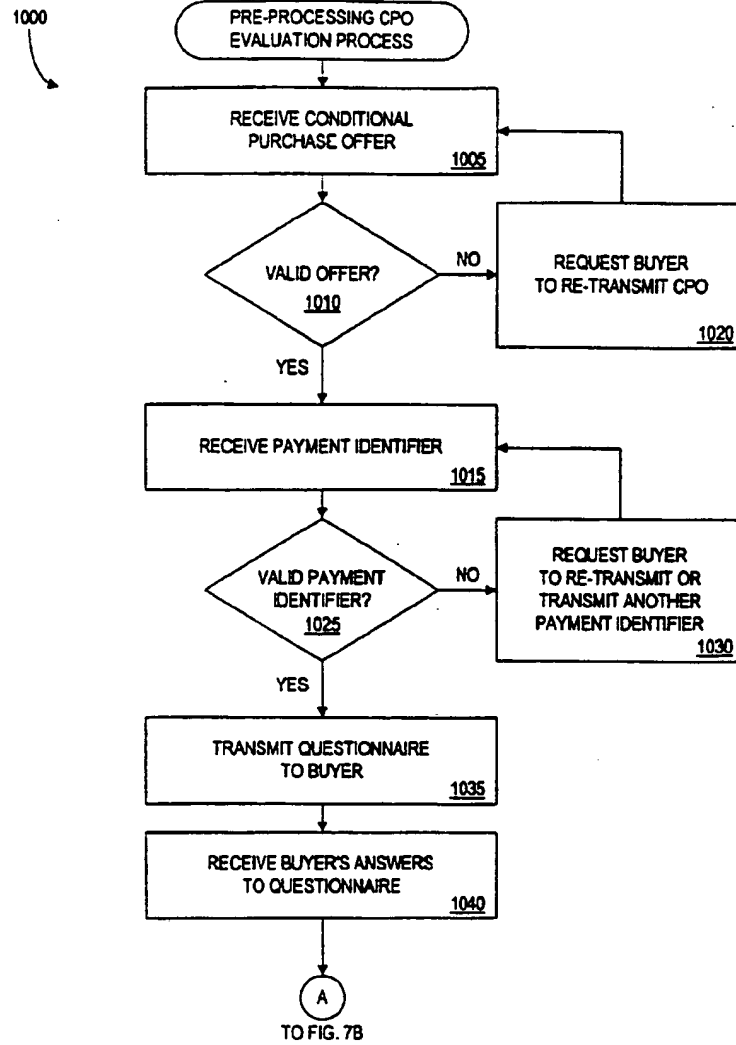 1000
PRE-PROCESSING CPO
EVALUATION PROCESS
RECEIVE CONDITIONAL
PURCHASE OFFER
1005
VALID OFFER?
1010
NO
REQUEST BUYER
TO RE-TRANSMIT CPO
1020
YES
RECEIVE PAYMENT IDENTIFIER
1015
VALID PAYMENT
IDENTIFIER?
1025
NO
REQUEST BUYER
TO RE-TRANSMIT OR
TRANSMIT ANOTHER
PAYMENT IDENTIFIER
1030
YES
TRANSMIT QUESTIONNAIRE
TO BUYER
1035
RECEIVE BUYER'S ANSWERS
TO QUESTIONNAIRE
1040
A
TO FIG. 7B